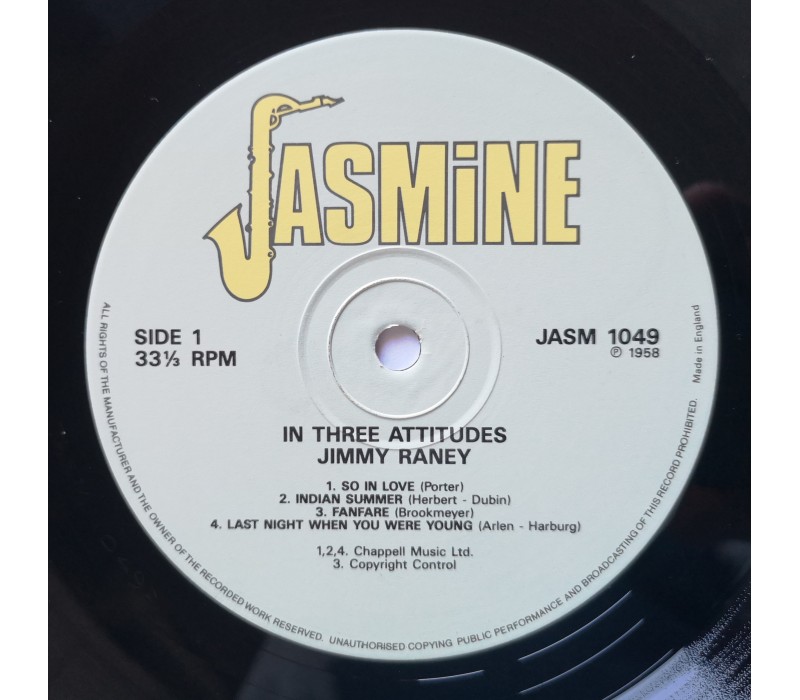 JASMiNE
SIDE 1
33⅓ RPM
JASM 1049
℗ 1958
Made in England
IN THREE ATTITUDES
JIMMY RANEY
1. SO IN LOVE (Porter)
2. INDIAN SUMMER (Herbert - Dubin)
3. FANFARE (Brookmeyer)
4. LAST NIGHT WHEN YOU WERE YOUNG (Arlen - Harburg)
1,2,4. Chappell Music Ltd.
3. Copyright Control
ALL RIGHTS OF THE MANUFACTURER AND THE OWNER OF THE RECORDED WORK RESERVED. UNAUTHORISED COPYING PUBLIC PERFORMANCE AND BROADCASTING OF THIS RECORD PROHIBITED.